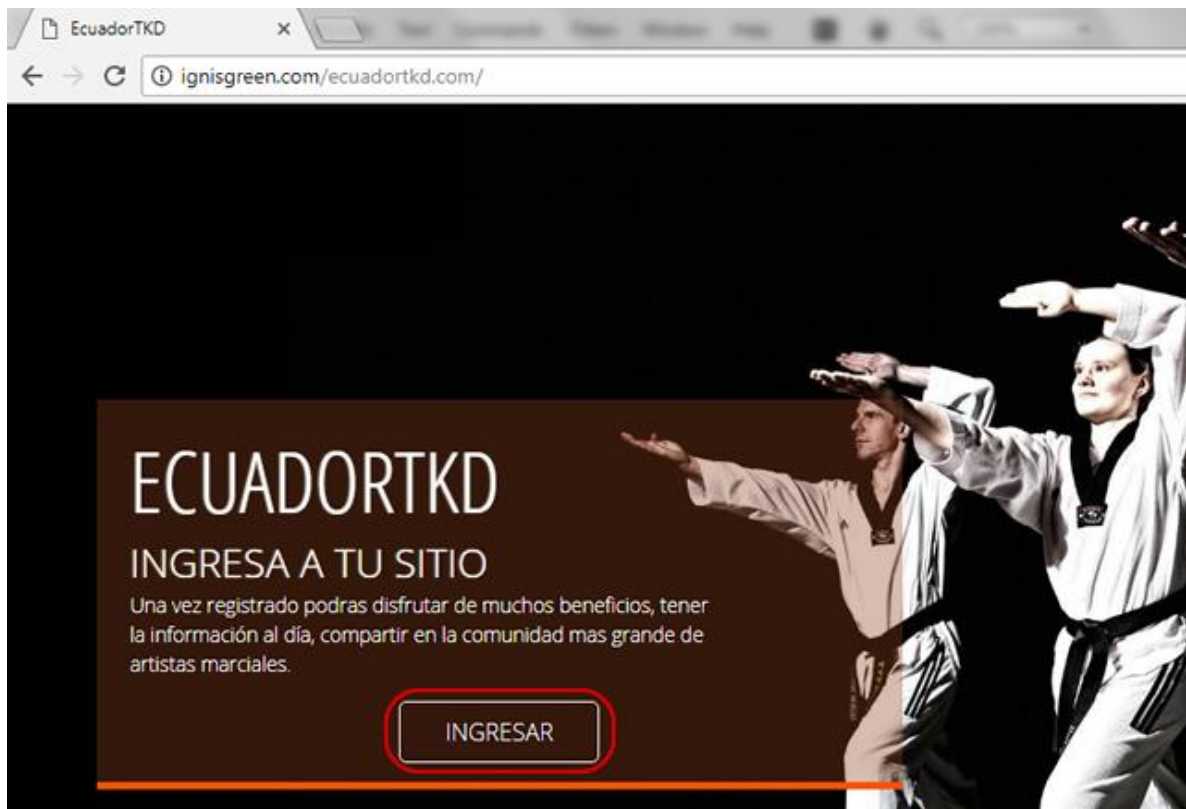 EcuadorTKD
ignisgreen.com/ecuadortkd.com/
ECUADORTKD
INGRESA A TU SITIO
Una vez registrado podras disfrutar de muchos beneficios, tener
la información al día, compartir en la comunidad mas grande de
artistas marciales.
INGRESAR